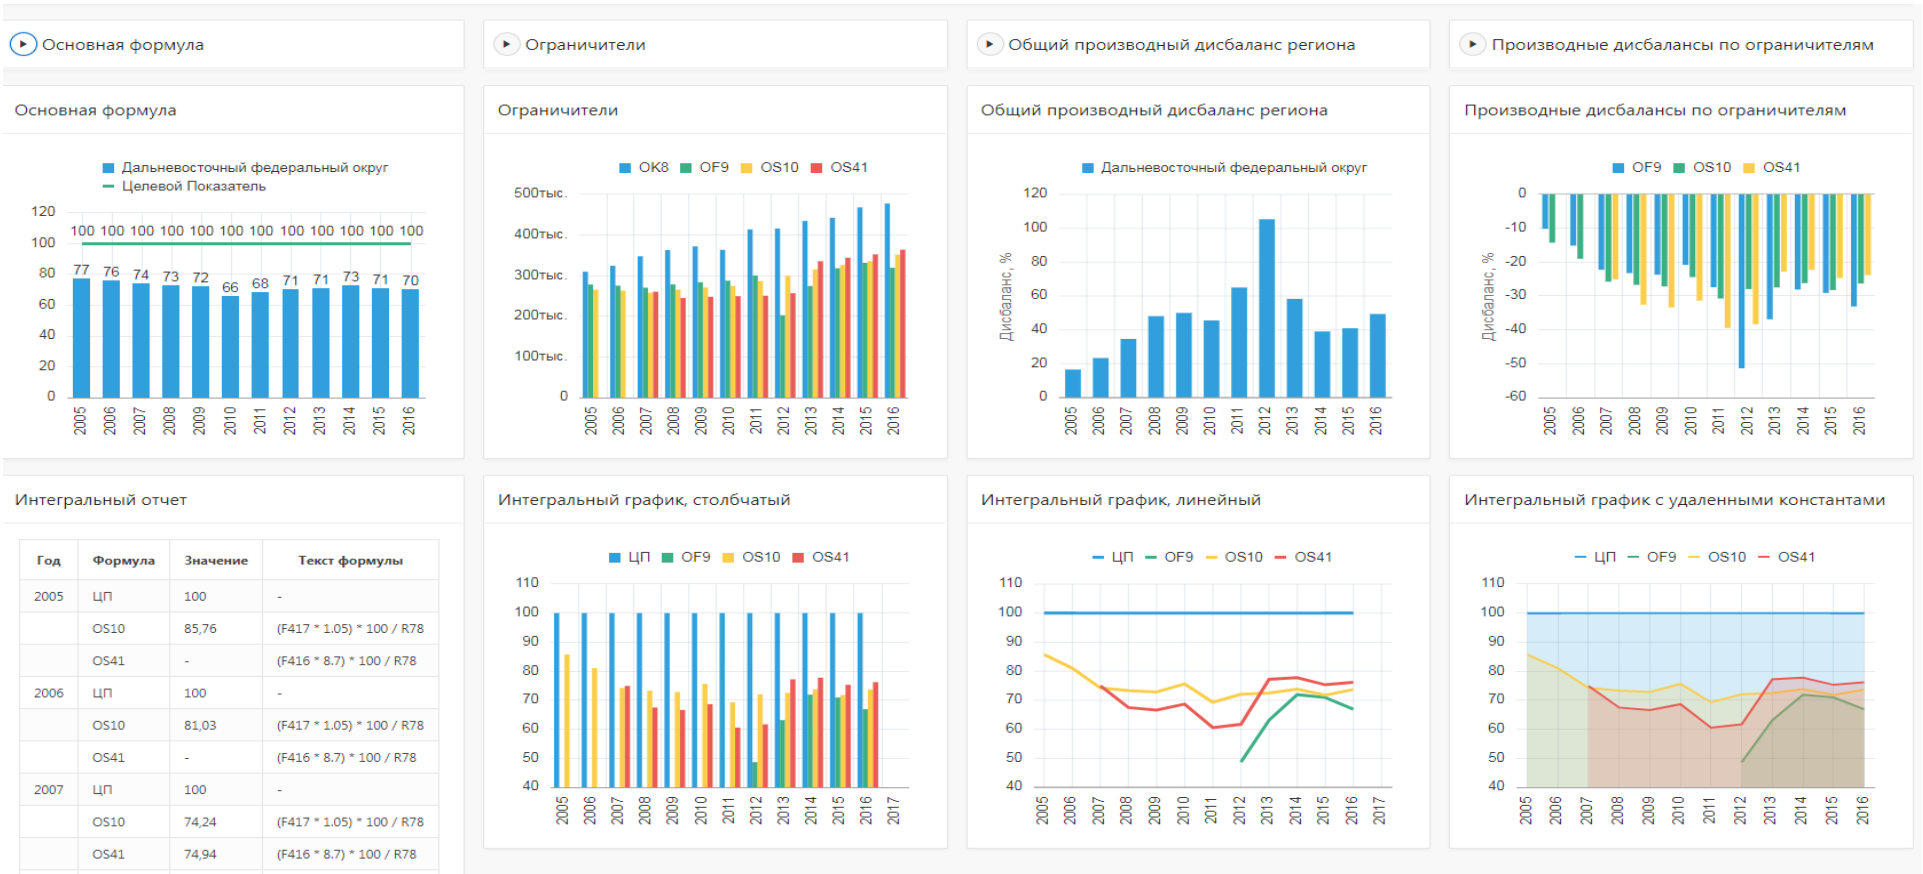 Основная формула
Ограничители
Общий производный дисбаланс региона
Производные дисбалансы по ограничителям
Основная формула
Дальневосточный федеральный округ
Целевой Показатель
120
100
80
60
40
20
0
100 100 100 100 100 100 100 100 100 100 100 100
77 76 74 73 72 66 68 71 71 73 71 70
2005 2006 2007 2008 2009 2010 2011 2012 2013 2014 2015 2016
Ограничители
OK8 OF9 OS10 OS41
500тыс.
400тыс.
300тыс.
200тыс.
100тыс.
0
2005 2006 2007 2008 2009 2010 2011 2012 2013 2014 2015 2016
Общий производный дисбаланс региона
Дальневосточный федеральный округ
Дисбаланс, %
120
100
80
60
40
20
0
2005 2006 2007 2008 2009 2010 2011 2012 2013 2014 2015 2016
Производные дисбалансы по ограничителям
OF9 OS10 OS41
Дисбаланс, %
0
-10
-20
-30
-40
-50
-60
2005 2006 2007 2008 2009 2010 2011 2012 2013 2014 2015 2016
Интегральный отчет
Год Формула Значение Текст формулы
2005 ЦП 100 -
OS10 85,76 (F417 * 1.05) * 100 / R78
OS41 - (F416 * 8.7) * 100 / R78
2006 ЦП 100 -
OS10 81,03 (F417 * 1.05) * 100 / R78
OS41 - (F416 * 8.7) * 100 / R78
2007 ЦП 100 -
OS10 74,24 (F417 * 1.05) * 100 / R78
OS41 74,94 (F416 * 8.7) * 100 / R78
Интегральный график, столбчатый
ЦП OF9 OS10 OS41
110
100
90
80
70
60
50
40
2005 2006 2007 2008 2009 2010 2011 2012 2013 2014 2015 2016 2017
Интегральный график, линейный
ЦП OF9 OS10 OS41
110
100
90
80
70
60
50
40
2005 2006 2007 2008 2009 2010 2011 2012 2013 2014 2015 2016 2017
Интегральный график с удаленными константами
ЦП OF9 OS10 OS41
110
100
90
80
70
60
50
40
2005 2006 2007 2008 2009 2010 2011 2012 2013 2014 2015 2016